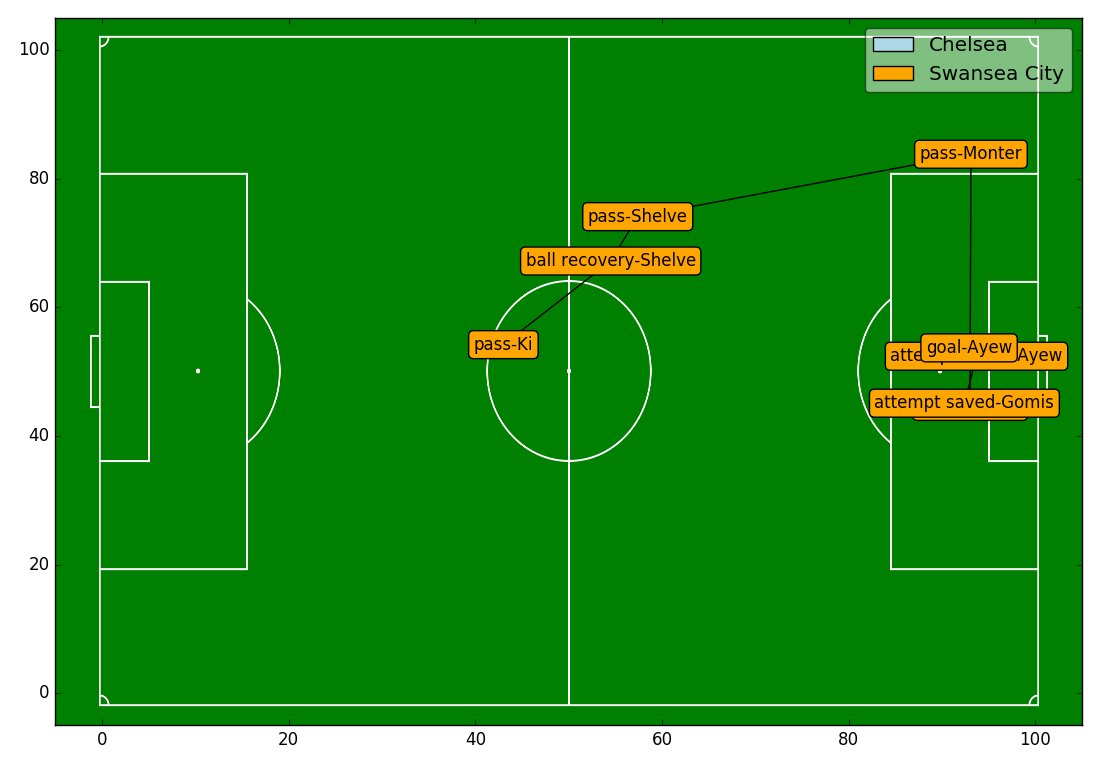 100
80
60
40
20
0
0
20
40
60
80
100
Chelsea
Swansea City
pass-Monter
pass-Shelve
ball recovery-Shelve
pass-Ki
goal-Ayew
Ayew
attempt saved-Gomis